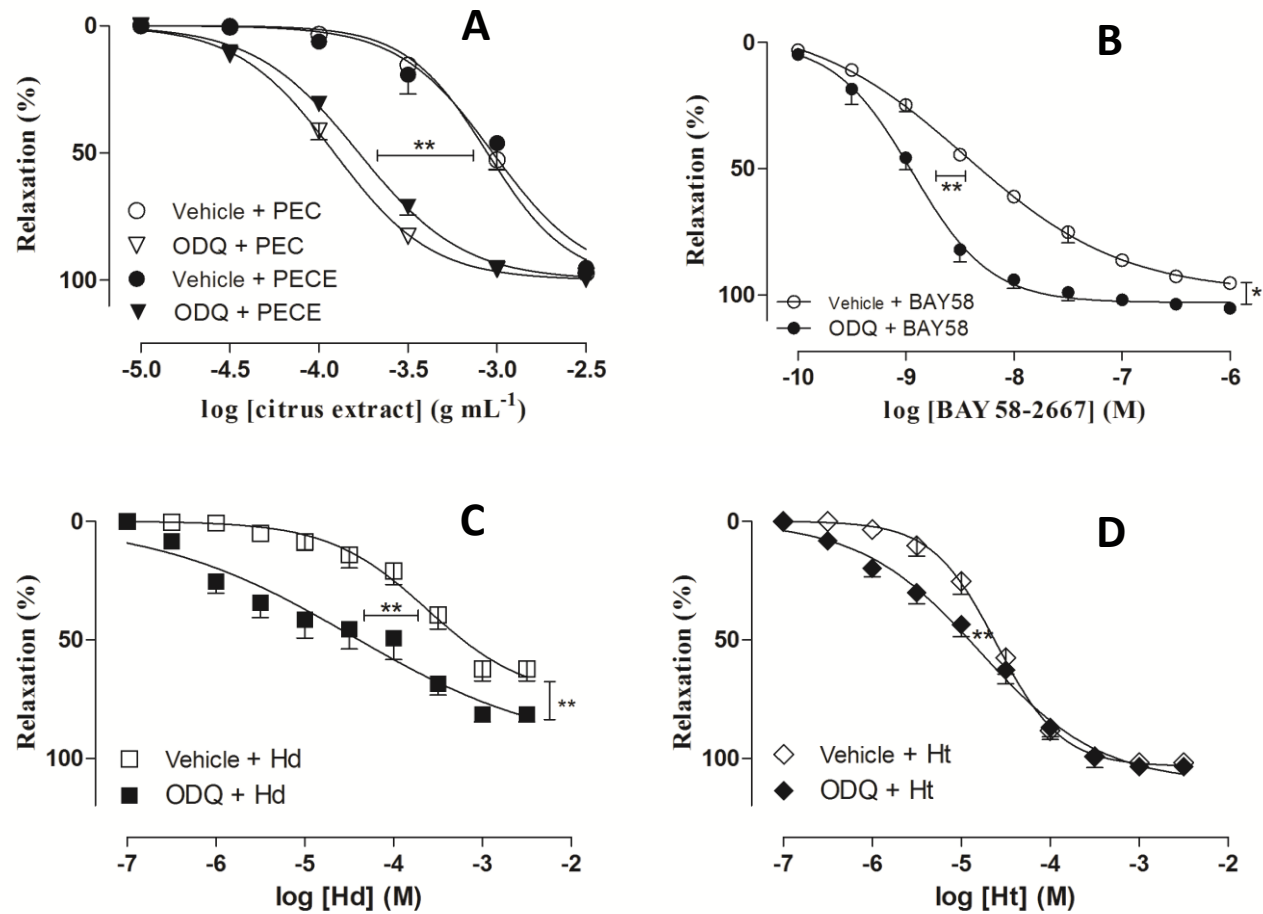 A
0
50
100
Relaxation (%)
**
Vehicle + PEC
ODQ + PEC
Vehicle + PECE
ODQ + PECE
-5.0 -4.5 -4.0 -3.5 -3.0 -2.5
log [citrus extract] (g mL⁻¹)
B
0
50
100
Relaxation (%)
**
*
Vehicle + BAY58
ODQ + BAY58
-10 -9 -8 -7 -6
log [BAY 58-2667] (M)
C
0
50
100
Relaxation (%)
**
**
Vehicle + Hd
ODQ + Hd
-7 -6 -5 -4 -3 -2
log [Hd] (M)
D
0
50
100
Relaxation (%)
**
Vehicle + Ht
ODQ + Ht
-7 -6 -5 -4 -3 -2
log [Ht] (M)